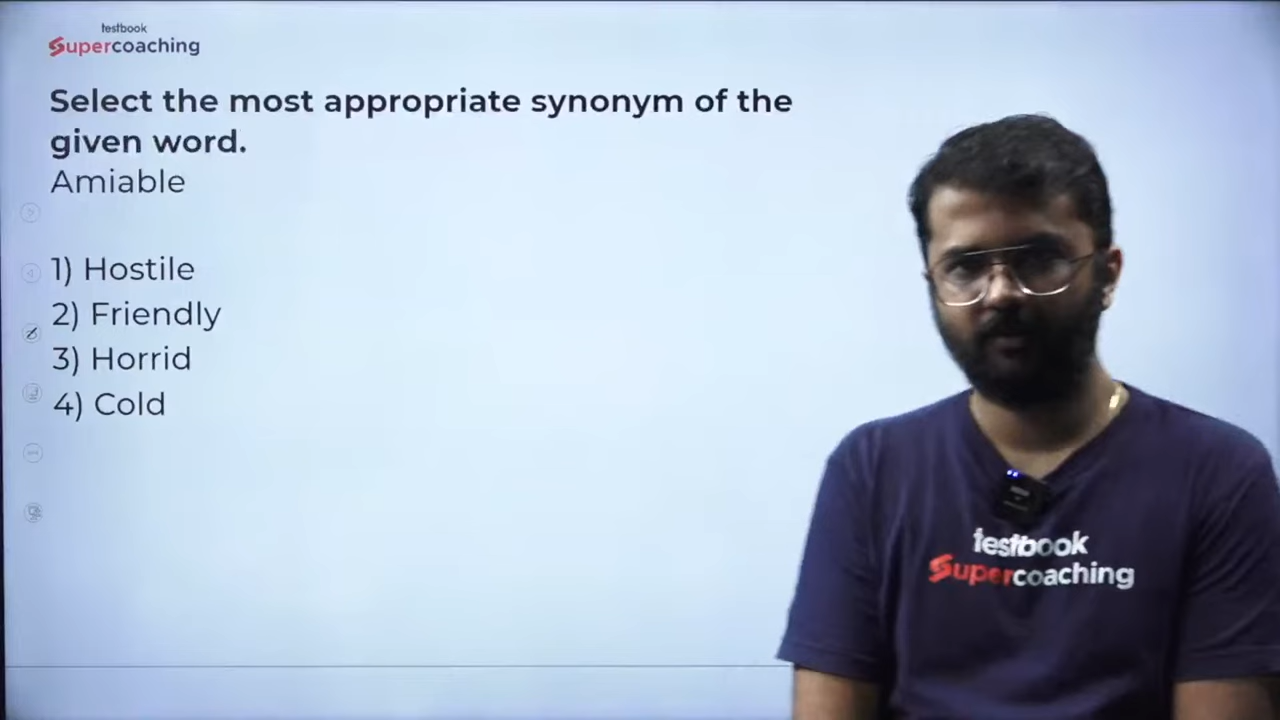 testbook
Supercoaching
Select the most appropriate synonym of the
given word.
Amiable
1) Hostile
2) Friendly
3) Horrid
4) Cold
testbook
Supercoaching